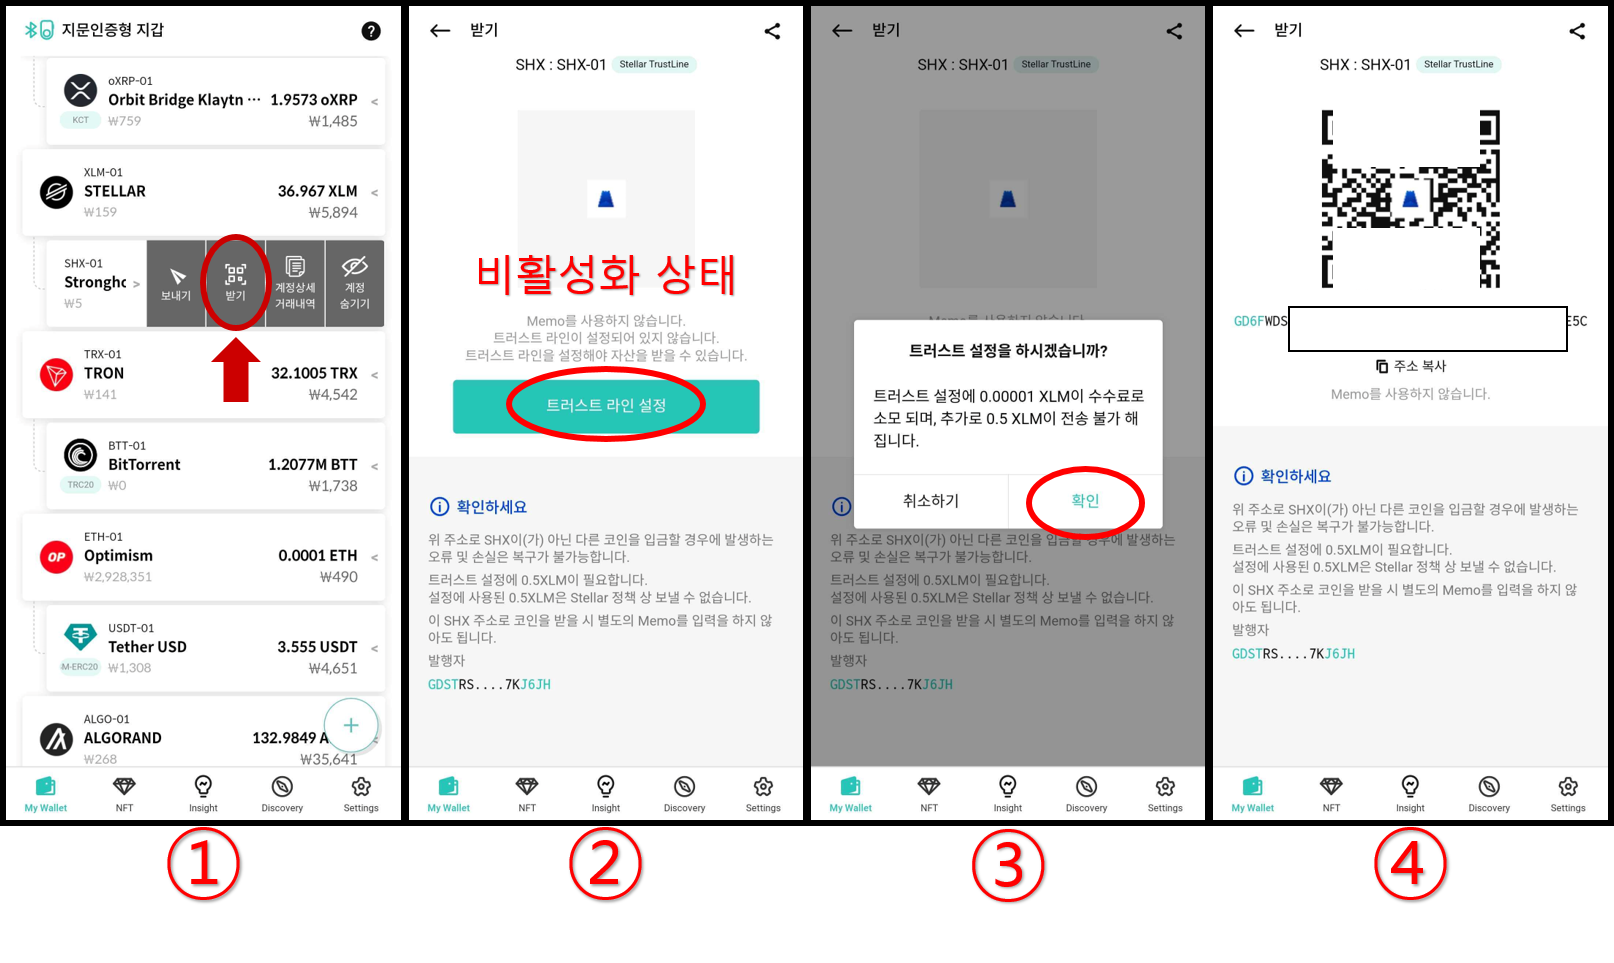 지문인증형 지갑
?
oXRP-01
Orbit Bridge Klaytn ··· 1.9573 oXRP <
KCT ₩759 ₩1,485
XLM-01
STELLAR 36.967 XLM <
₩159 ₩5,894
SHX-01
Strongho >
₩5
보내기
받기
계정상세
거래내역
계정
숨기기
TRX-01
TRON 32.1005 TRX <
₩141 ₩4,542
BTT-01
BitTorrent 1.2077M BTT <
TRC20 ₩0 ₩1,738
ETH-01
OP Optimism 0.0001 ETH <
₩2,928,351 ₩490
USDT-01
Tether USD 3.555 USDT <
M-ERC20 ₩1,308 ₩4,651
ALGO-01
ALGORAND 132.9849 A
₩268 ₩35,641
+
My Wallet NFT Insight Discovery Settings
①
받기
SHX : SHX-01 Stellar TrustLine
비활성화 상태
Memo를 사용하지 않습니다.
트러스트 라인이 설정되어 있지 않습니다.
트러스트 라인을 설정해야 자산을 받을 수 있습니다.
트러스트 라인 설정
확인하세요
위 주소로 SHX이(가) 아닌 다른 코인을 입금할 경우에 발생하는
오류 및 손실은 복구가 불가능합니다.
트러스트 설정에 0.5XLM이 필요합니다.
설정에 사용된 0.5XLM은 Stellar 정책 상 보낼 수 없습니다.
이 SHX 주소로 코인을 받을 시 별도의 Memo를 입력을 하지 않
아도 됩니다.
발행자
GDSTRS....7KJ6JH
My Wallet NFT Insight Discovery Settings
②
받기
SHX : SHX-01 Stellar TrustLine
Memo를 사용하지 않습니다.
트러스트 설정을 하시겠습니까?
트러스트 설정에 0.00001 XLM이 수수료로
소모 되며, 추가로 0.5 XLM이 전송 불가 해
집니다.
취소하기 확인
위 주소로 SHX이(가) 아닌 다른 코인을 입금할 경우에 발생하는
오류 및 손실은 복구가 불가능합니다.
트러스트 설정에 0.5XLM이 필요합니다.
설정에 사용된 0.5XLM은 Stellar 정책 상 보낼 수 없습니다.
이 SHX 주소로 코인을 받을 시 별도의 Memo를 입력을 하지 않
아도 됩니다.
발행자
GDSTRS....7KJ6JH
My Wallet NFT Insight Discovery Settings
③
받기
SHX : SHX-01 Stellar TrustLine
GD6FWDS E5C
주소 복사
Memo를 사용하지 않습니다.
확인하세요
위 주소로 SHX이(가) 아닌 다른 코인을 입금할 경우에 발생하는
오류 및 손실은 복구가 불가능합니다.
트러스트 설정에 0.5XLM이 필요합니다.
설정에 사용된 0.5XLM은 Stellar 정책 상 보낼 수 없습니다.
이 SHX 주소로 코인을 받을 시 별도의 Memo를 입력을 하지 않
아도 됩니다.
발행자
GDSTRS....7KJ6JH
My Wallet NFT Insight Discovery Settings
④